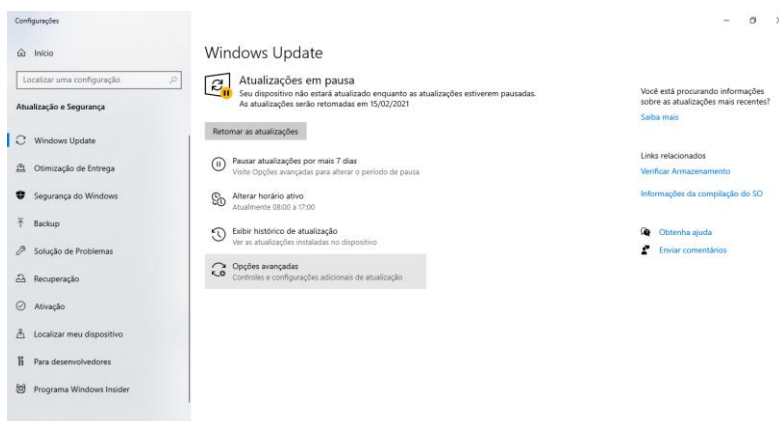 Configurações
Início
Localizar uma configuração
Atualização e Segurança
Windows Update
Otimização de Entrega
Segurança do Windows
Backup
Solução de Problemas
Recuperação
Ativação
Localizar meu dispositivo
Para desenvolvedores
Programa Windows Insider
Windows Update
Atualizações em pausa
Seu dispositivo não estará atualizado enquanto as atualizações estiverem pausadas.
As atualizações serão retomadas em 15/02/2021
Retomar as atualizações
Pausar atualizações por mais 7 dias
Visite Opções avançadas para alterar o período de pausa
Alterar horário ativo
Atualmente 08:00 a 17:00
Exibir histórico de atualização
Ver as atualizações instaladas no dispositivo
Opções avançadas
Controles e configurações adicionais de atualização
Você está procurando informações
sobre as atualizações mais recentes?
Saiba mais
Links relacionados
Verificar Armazenamento
Informações da compilação do SO
Obtenha ajuda
Enviar comentários